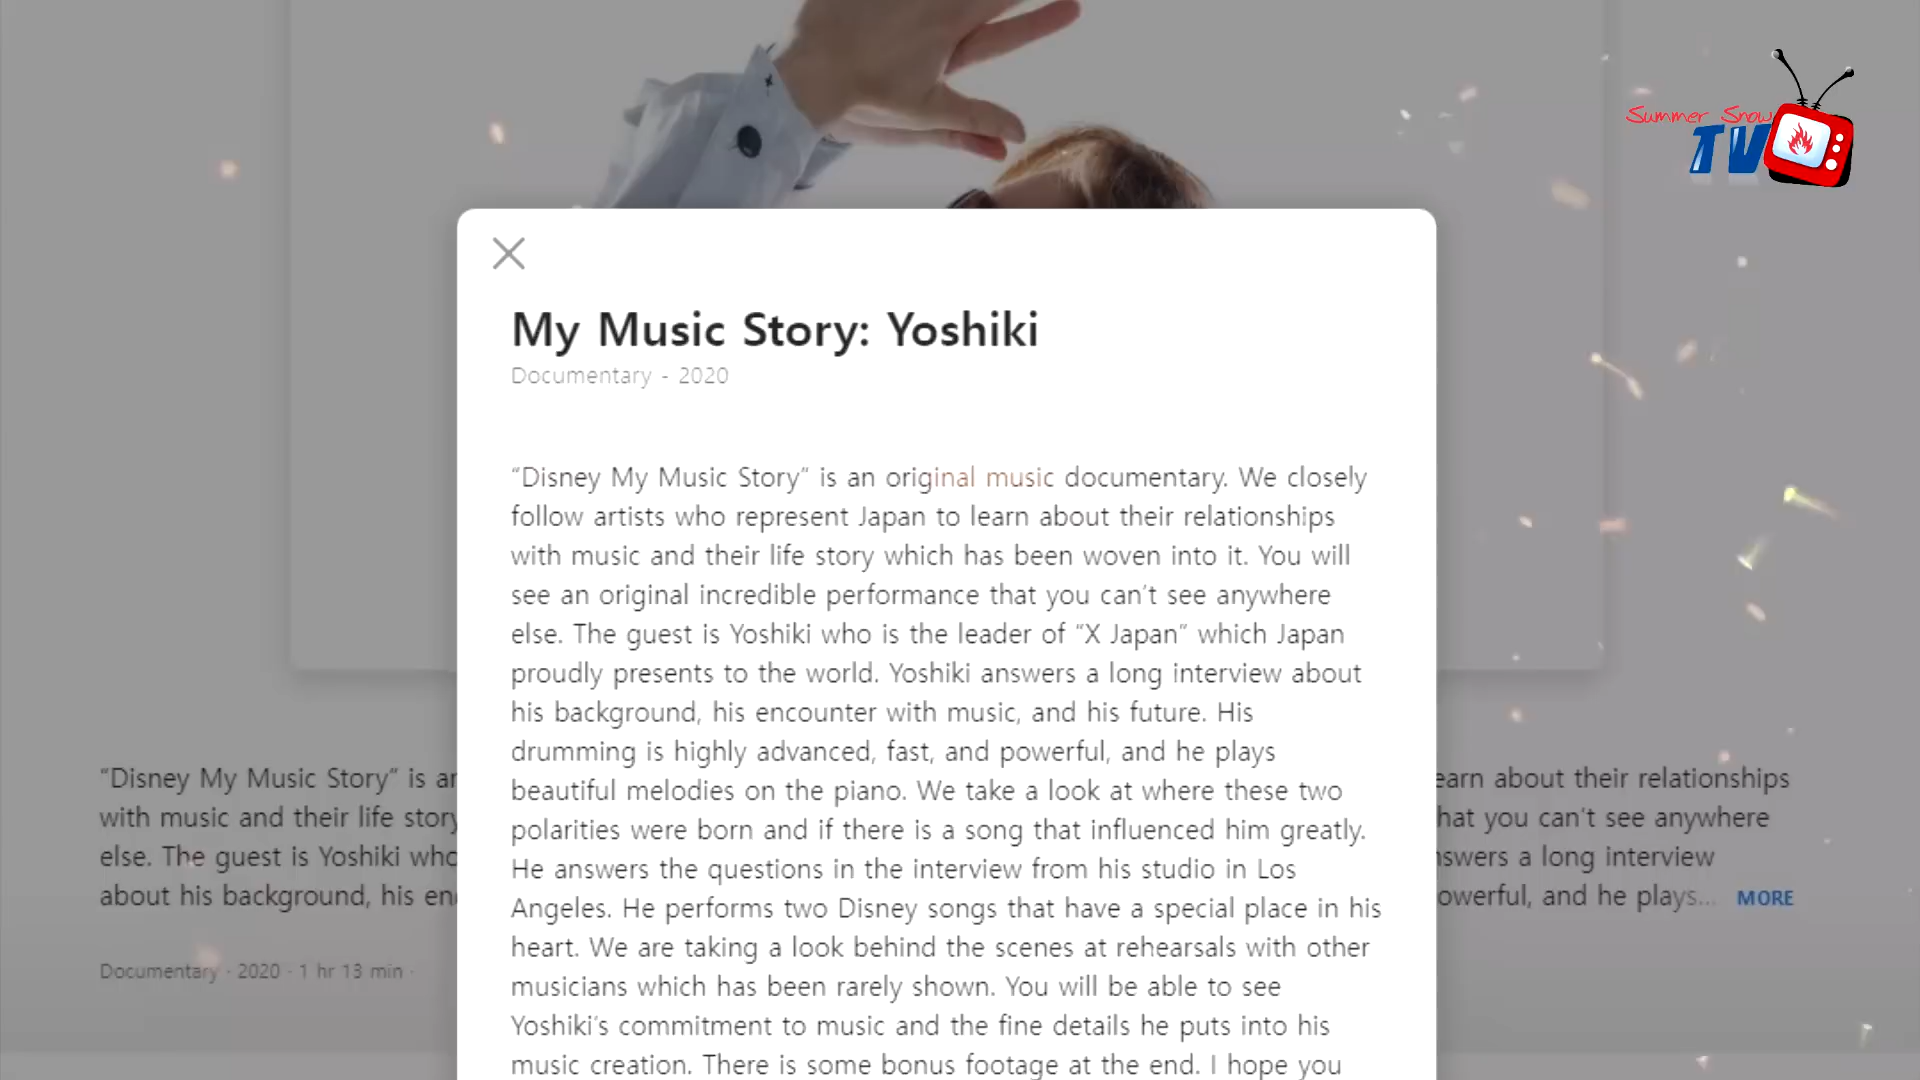 Summer Snow
TV
My Music Story: Yoshiki
Documentary - 2020
“Disney My Music Story” is an original music documentary. We closely
follow artists who represent Japan to learn about their relationships
with music and their life story which has been woven into it. You will
see an original incredible performance that you can’t see anywhere
else. The guest is Yoshiki who is the leader of “X Japan” which Japan
proudly presents to the world. Yoshiki answers a long interview about
his background, his encounter with music, and his future. His
drumming is highly advanced, fast, and powerful, and he plays
beautiful melodies on the piano. We take a look at where these two
polarities were born and if there is a song that influenced him greatly.
He answers the questions in the interview from his studio in Los
Angeles. He performs two Disney songs that have a special place in his
heart. We are taking a look behind the scenes at rehearsals with other
musicians which has been rarely shown. You will be able to see
Yoshiki’s commitment to music and the fine details he puts into his
music creation. There is some bonus footage at the end. I hope you
“Disney My Music Story” is
with music and their life story
else. The guest is Yoshiki
about his background, his
Documentary · 2020 · 1 hr 13 min ·
about their relationships
you can’t see anywhere
a long interview
and he plays... MORE